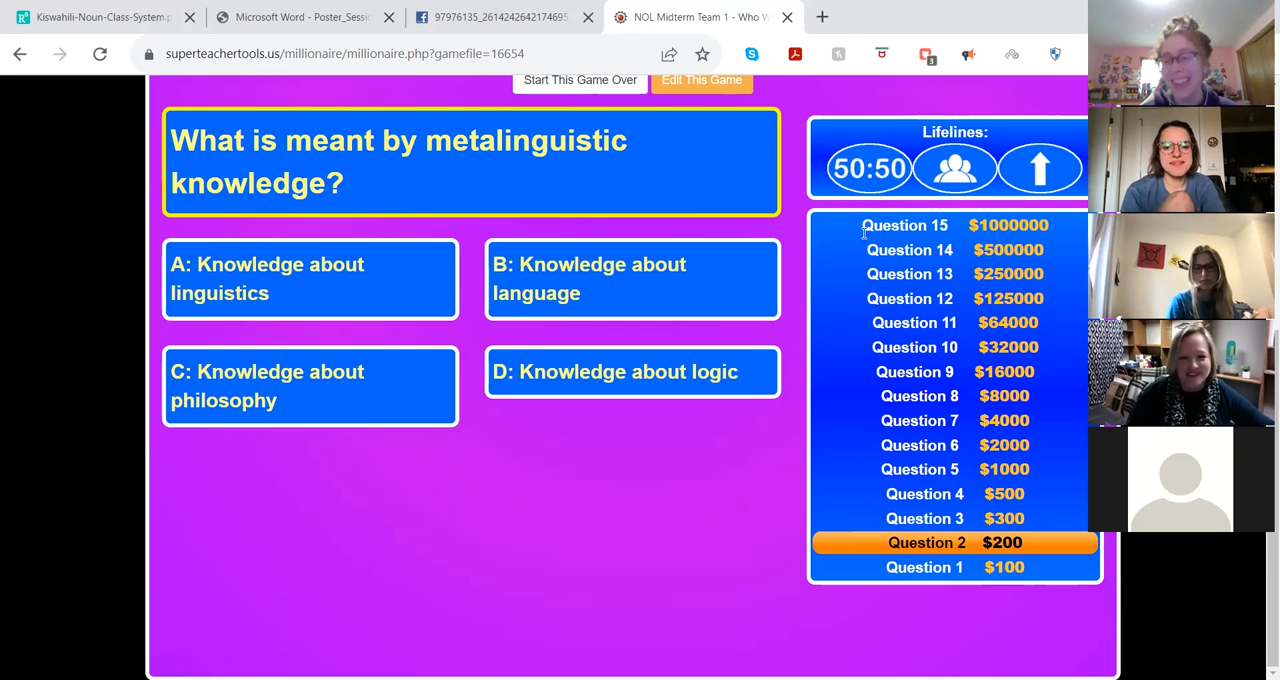 Kiswahili-Noun-Class-System.p
Microsoft Word - Poster_Sessi
97976135_2614242642174695
NOL Midterm Team 1 - Who W
superteachertools.us/millionaire/millionaire.php?gamefile=16654
3
Start This Game Over
Edit This Game
What is meant by metalinguistic
knowledge?
A: Knowledge about
linguistics
B: Knowledge about
language
C: Knowledge about
philosophy
D: Knowledge about logic
Lifelines:
50:50
Question 15 $1000000
Question 14 $500000
Question 13 $250000
Question 12 $125000
Question 11 $64000
Question 10 $32000
Question 9 $16000
Question 8 $8000
Question 7 $4000
Question 6 $2000
Question 5 $1000
Question 4 $500
Question 3 $300
Question 2 $200
Question 1 $100